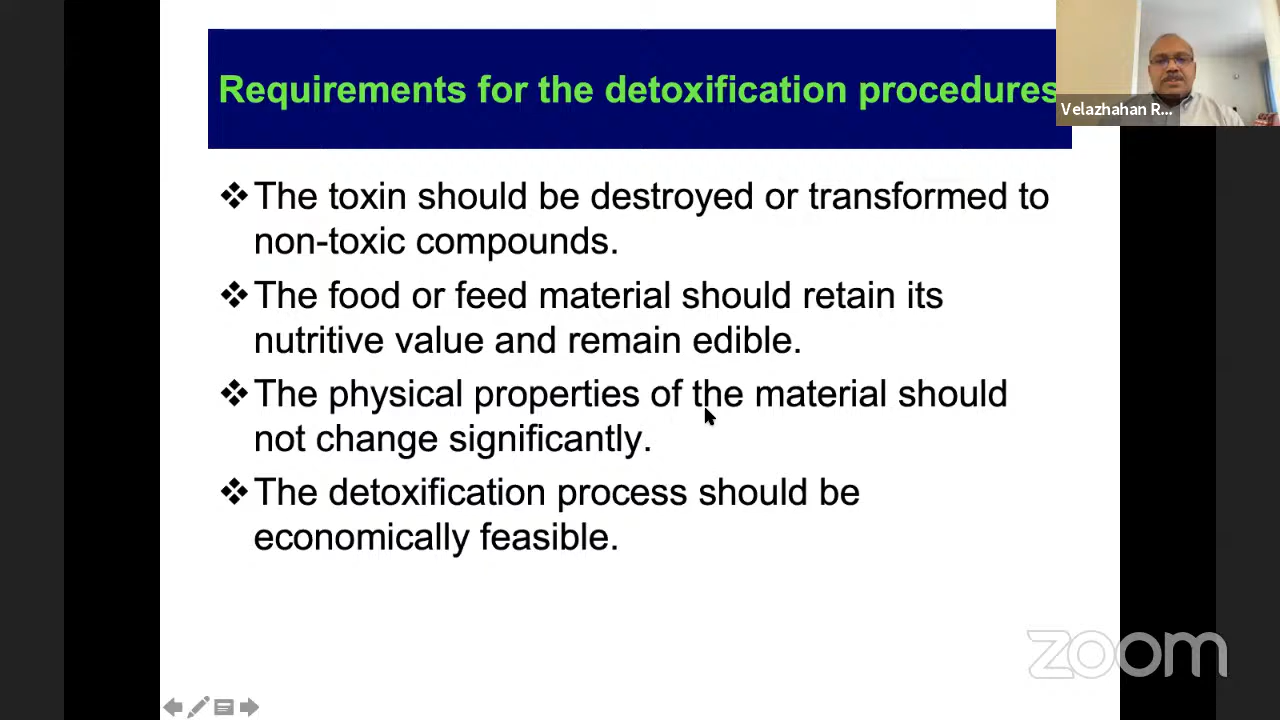 Requirements for the detoxification procedures
Velazhahan R...
❖The toxin should be destroyed or transformed to
non-toxic compounds.
❖The food or feed material should retain its
nutritive value and remain edible.
❖The physical properties of the material should
not change significantly.
❖The detoxification process should be
economically feasible.
zoom